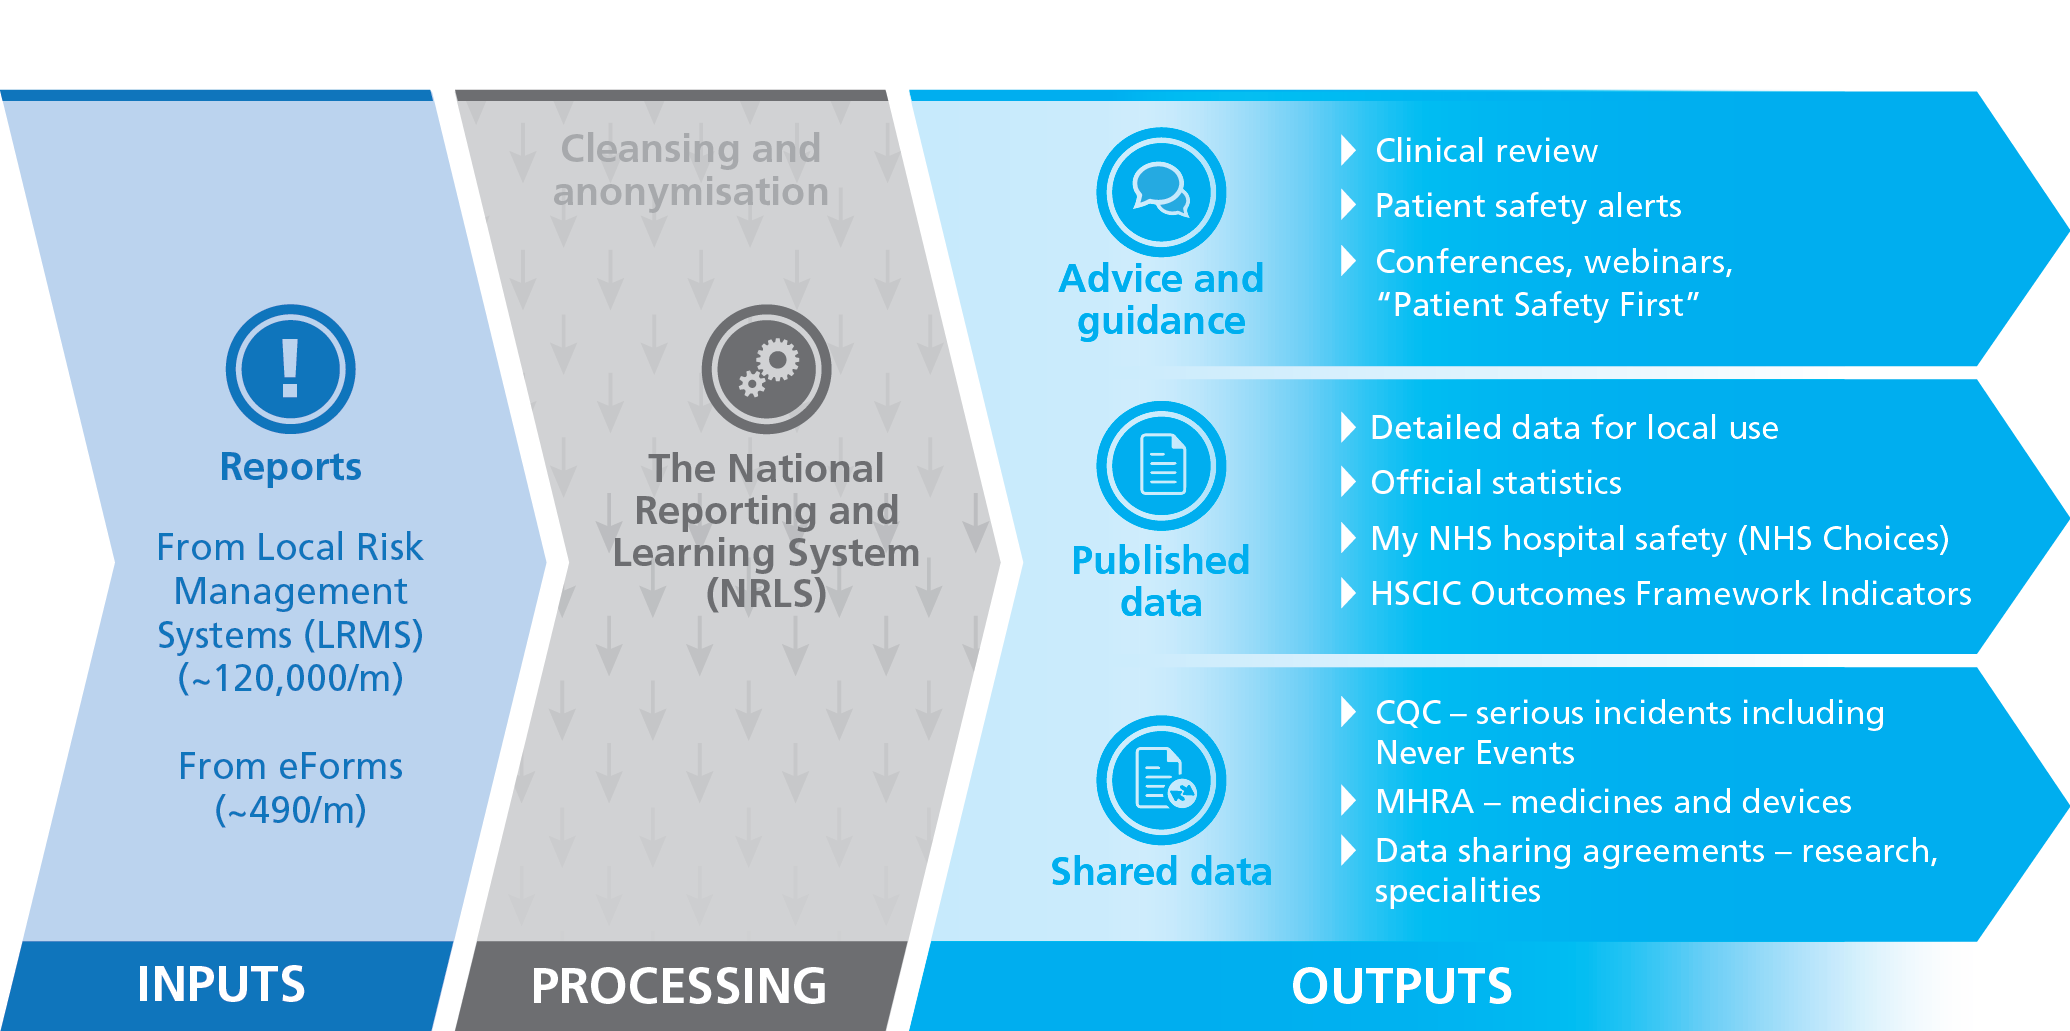 Reports
From Local Risk
Management
Systems (LRMS)
(~120,000/m)
From eForms
(~490/m)
INPUTS
Cleansing and
anonymisation
The National
Reporting and
Learning System
(NRLS)
PROCESSING
Advice and
guidance
Clinical review
Patient safety alerts
Conferences, webinars,
“Patient Safety First”
Published
data
Detailed data for local use
Official statistics
My NHS hospital safety (NHS Choices)
HSCIC Outcomes Framework Indicators
Shared data
CQC – serious incidents including
Never Events
MHRA – medicines and devices
Data sharing agreements – research,
specialities
OUTPUTS